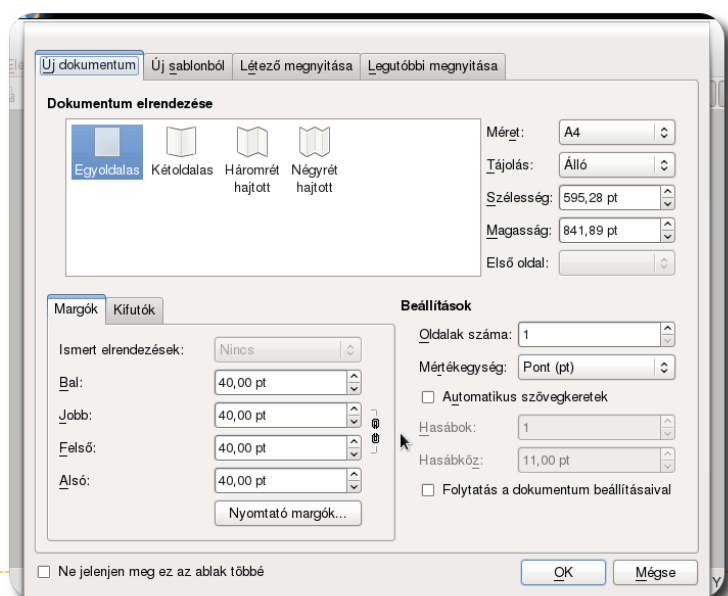 Új dokumentum Új sablonból Létező megnyitása Legutóbbi megnyitása
Dokumentum elrendezése
Egyoldalas Kétoldalas Háromrét hajtott Négyrét hajtott
Méret: A4
Tájolás: Álló
Szélesség: 595,28 pt
Magasság: 841,89 pt
Első oldal:
Margók Kifutók
Ismert elrendezések: Nincs
Bal: 40,00 pt
Jobb: 40,00 pt
Felső: 40,00 pt
Alsó: 40,00 pt
Nyomtató margók...
Beállítások
Oldalak száma: 1
Mértékegység: Pont (pt)
Automatikus szövegkeretek
Hasábok: 1
Hasábköz: 11,00 pt
Folytatás a dokumentum beállításaival
Ne jelenjen meg ez az ablak többé
OK Mégse